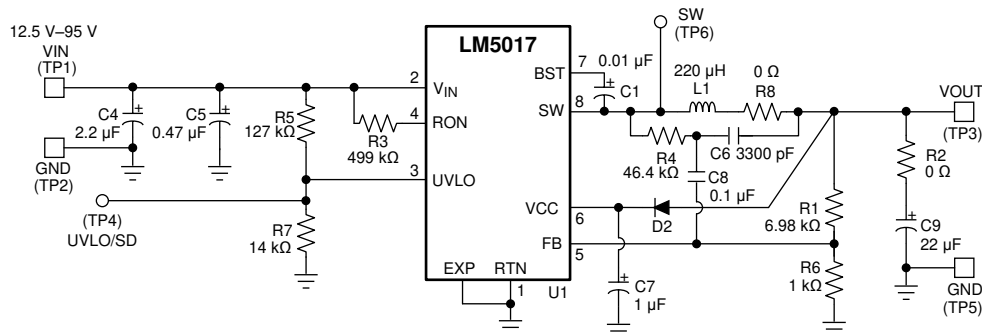 12.5 V–95 V
VIN
(TP1)
C4
2.2 µF
C5
0.47 µF
GND
(TP2)
R5
127 kΩ
R3
499 kΩ
(TP4)
UVLO/SD
R7
14 kΩ
LM5017
2
VIN
4
RON
3
UVLO
EXP
RTN
1
U1
BST
7
SW
8
VCC
6
FB
5
0.01 µF
C1
SW
(TP6)
220 µH
L1
0 Ω
R8
R4
46.4 kΩ
C6
3300 pF
C8
0.1 µF
D2
C7
1 µF
R1
6.98 kΩ
R6
1 kΩ
VOUT
(TP3)
R2
0 Ω
C9
22 µF
GND
(TP5)